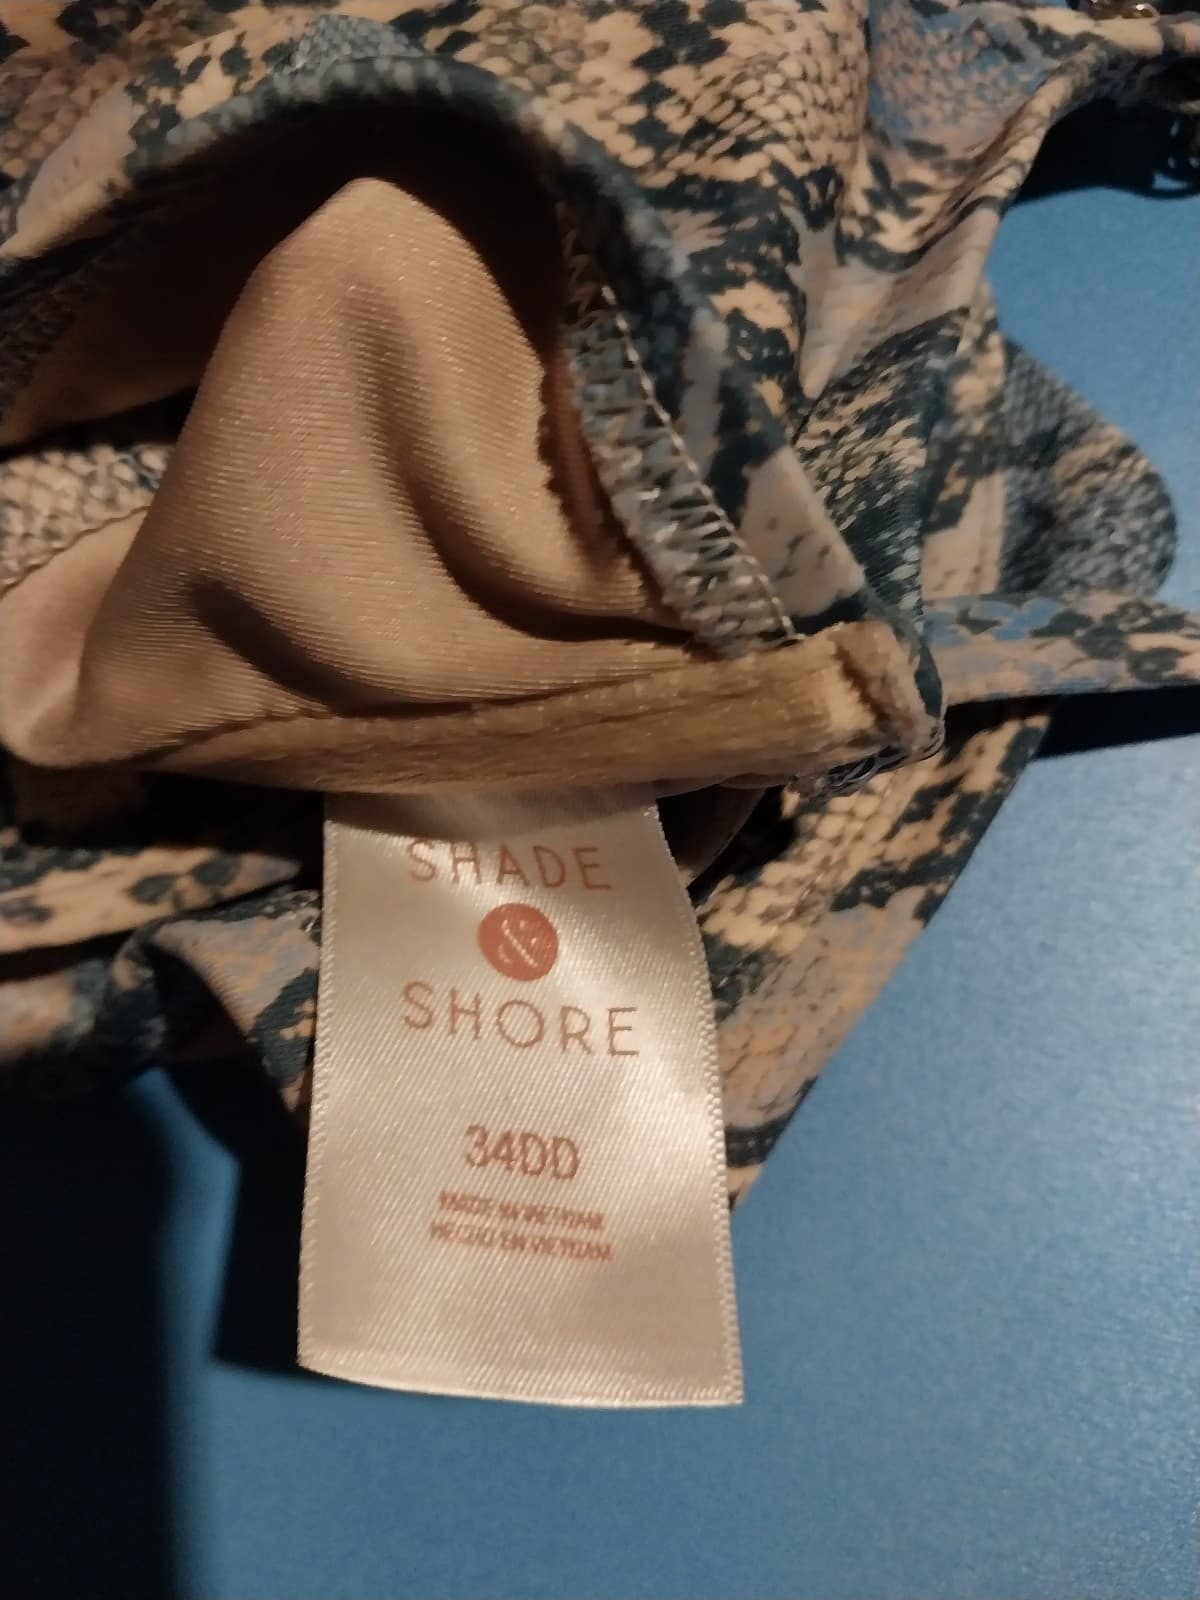 SHADE
&
SHORE
34DD
MADE IN VIETNAM
HECHO EN VIETNAM